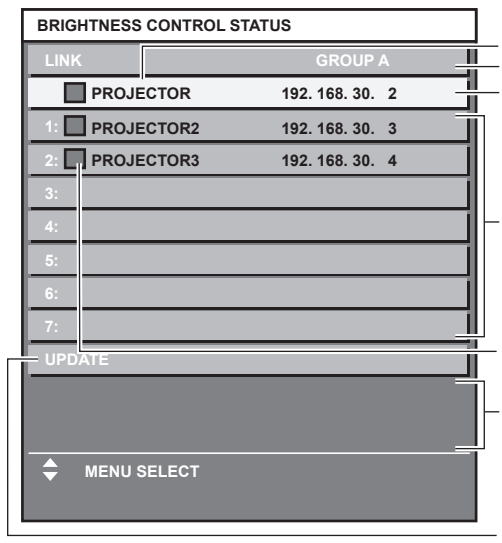 BRIGHTNESS CONTROL STATUS
LINK GROUP A
PROJECTOR 192. 168. 30. 2
1: PROJECTOR2 192. 168. 30. 3
2: PROJECTOR3 192. 168. 30. 4
3:
4:
5:
6:
7:
UPDATE
MENU SELECT